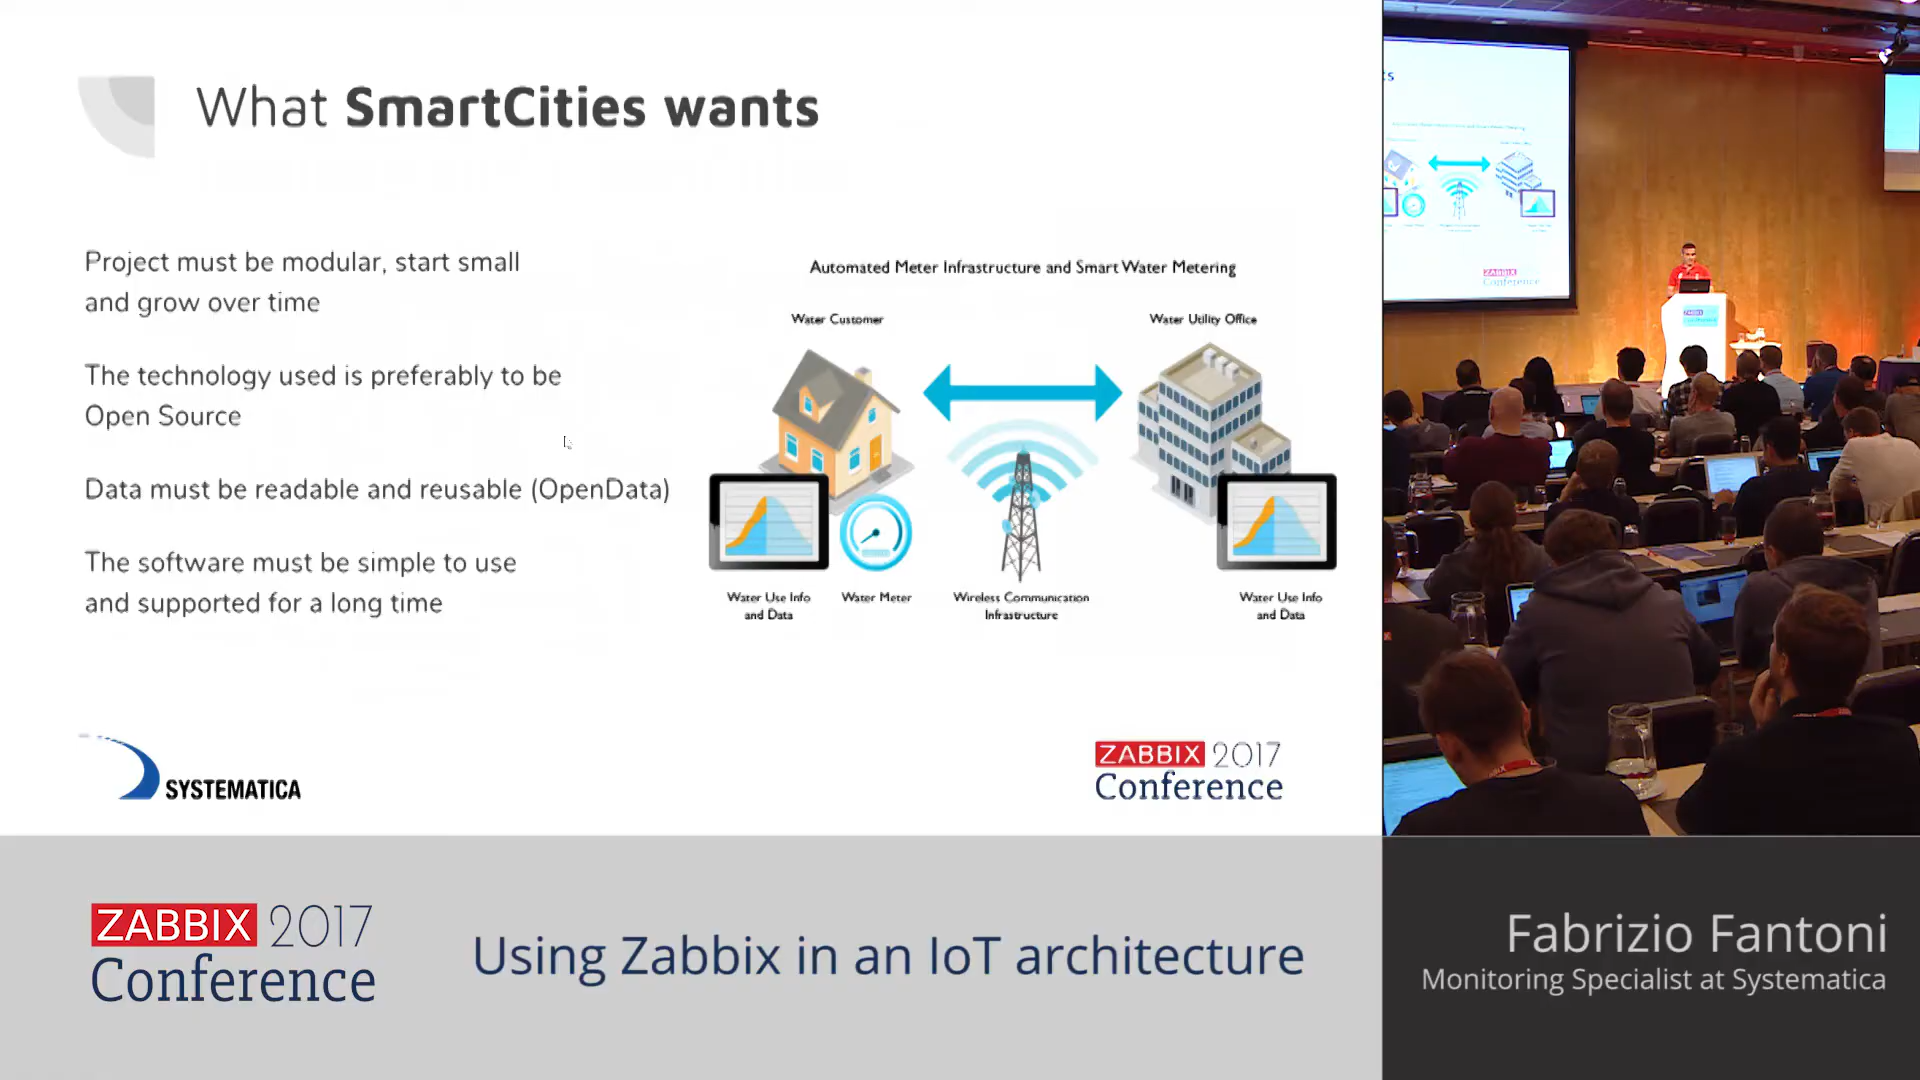 What SmartCities wants
Project must be modular, start small
and grow over time
The technology used is preferably to be
Open Source
Data must be readable and reusable (OpenData)
The software must be simple to use
and supported for a long time
Automated Meter Infrastructure and Smart Water Metering
Water Customer
Water Utility Office
Water Use Info
and Data
Water Meter
Wireless Communication
Infrastructure
Water Use Info
and Data
SYSTEMATICA
ZABBIX 2017
Conference
ZABBIX
Conference
ZABBIX 2017
Conference
Using Zabbix in an IoT architecture
Fabrizio Fantoni
Monitoring Specialist at Systematica